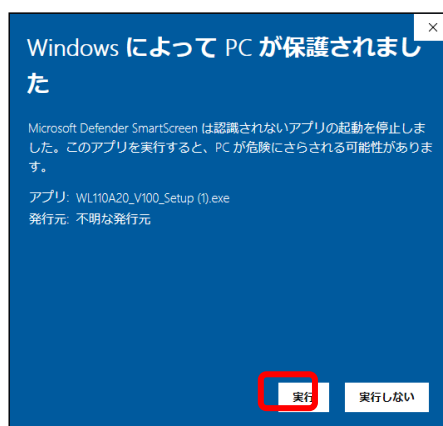 Windows によって PC が保護されまし
た
Microsoft Defender SmartScreen は認識されないアプリの起動を停止しま
した。このアプリを実行すると、PC が危険にさらされる可能性がありま
す。
アプリ: WL110A20_V100_Setup (1).exe
発行元: 不明な発行元
実行 実行しない